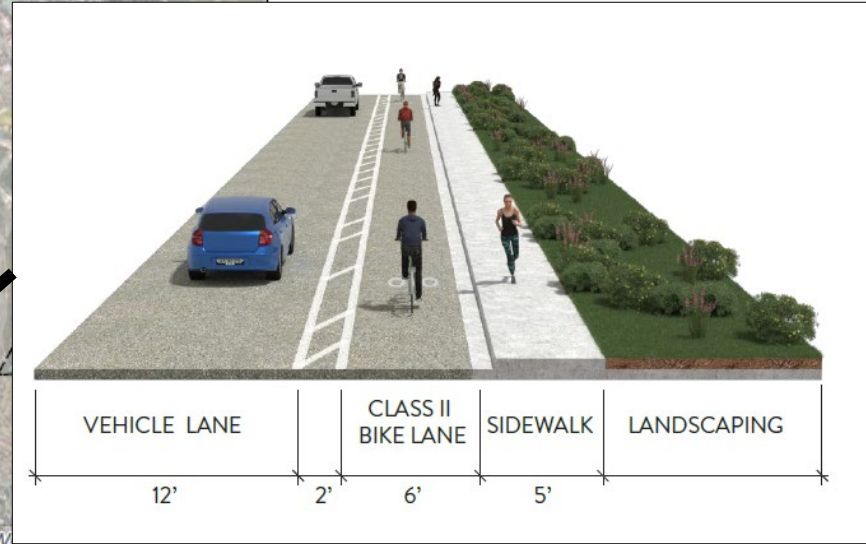 VEHICLE LANE
CLASS II
BIKE LANE
SIDEWALK
LANDSCAPING
12’
2’
6’
5’